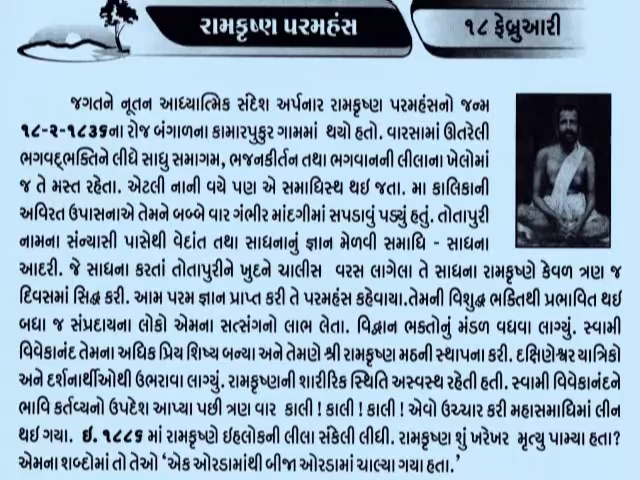 રામકૃષ્ણ પરમહંસ
૧૮ ફેબ્રુઆરી
જગતને નૂતન આધ્યાત્મિક સંદેશ અર્પનાર રામકૃષ્ણ પરમહંસનો જન્મ
૧૮-૨-૧૮૩૬ના રોજ બંગાળના કામારપુકુર ગામમાં થયો હતો. વારસામાં ઊતરેલી
ભગવદ્ભક્તિને લીધે સાધુ સમાગમ, ભજનકીર્તન તથા ભગવાનની લીલાના ખેલોમાં
જ તે મસ્ત રહેતા. એટલી નાની વયે પણ એ સમાધિસ્થ થઈ જતા. મા કાલિકાની
અવિરત ઉપાસનાએ તેમને બબ્બે વાર ગંભીર માંદગીમાં સપડાવું પડ્યું હતું. તોતાપુરી
નામના સંન્યાસી પાસેથી વેદાંત તથા સાધનાનું જ્ઞાન મેળવી સમાધિ - સાધના
આદરી. જે સાધના કરતાં તોતાપુરીને ખુદને ચાલીસ વરસ લાગેલા તે સાધના રામકૃષ્ણે કેવળ ત્રણ જ
દિવસમાં સિદ્ધ કરી. આમ પરમ જ્ઞાન પ્રાપ્ત કરી તે પરમહંસ કહેવાયા.તેમની વિશુદ્ધ ભક્તિથી પ્રભાવિત થઈ
બધા જ સંપ્રદાયના લોકો એમના સત્સંગનો લાભ લેતા. વિદ્વાન ભક્તોનું મંડળ વધવા લાગ્યું. સ્વામી
વિવેકાનંદ તેમના અધિક પ્રિય શિષ્ય બન્યા અને તેમણે શ્રી રામકૃષ્ણ મઠની સ્થાપના કરી. દક્ષિણેશ્વર યાત્રિકો
અને દર્શનાર્થીઓથી ઉભરાવા લાગ્યું. રામકૃષ્ણની શારીરિક સ્થિતિ અસ્વસ્થ રહેતી હતી. સ્વામી વિવેકાનંદને
ભાવિ કર્તવ્યનો ઉપદેશ આપ્યા પછી ત્રણ વાર કાલી ! કાલી ! કાલી ! એવો ઉચ્ચાર કરી મહાસમાધિમાં લીન
થઈ ગયા. ઇ. ૧૮૮૬ માં રામકૃષ્ણે ઈહલોકની લીલા સંકેલી લીધી. રામકૃષ્ણ શું ખરેખર મૃત્યુ પામ્યા હતા?
એમના શબ્દોમાં તો તેઓ ‘એક ઓરડામાંથી બીજા ઓરડામાં ચાલ્યા ગયા હતા.’